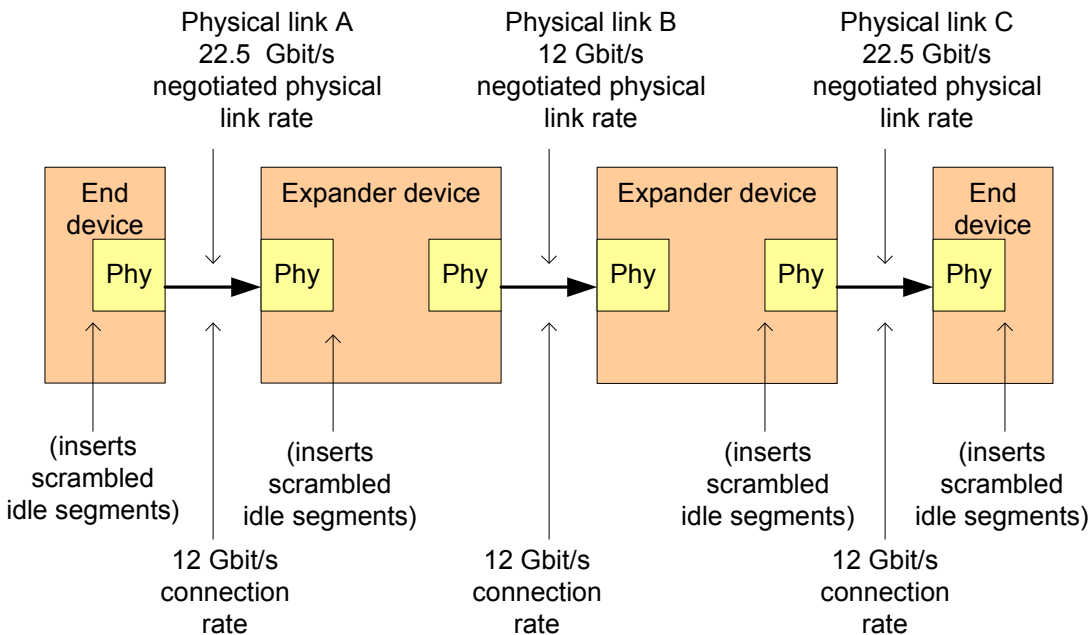 Physical link A
22.5 Gbit/s
negotiated physical
link rate
Physical link B
12 Gbit/s
negotiated physical
link rate
Physical link C
22.5 Gbit/s
negotiated physical
link rate
End
device
Phy
Expander device
Phy
Phy
Expander device
Phy
Phy
End
device
Phy
(inserts
scrambled
idle segments)
(inserts
scrambled
idle segments)
(inserts
scrambled
idle segments)
(inserts
scrambled
idle segments)
12 Gbit/s
connection
rate
12 Gbit/s
connection
rate
12 Gbit/s
connection
rate